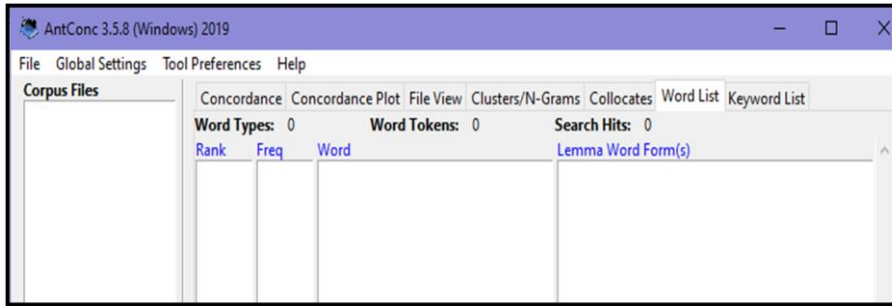 AntConc 3.5.8 (Windows) 2019
File Global Settings Tool Preferences Help
Corpus Files
Concordance Concordance Plot File View Clusters/N-Grams Collocates Word List Keyword List
Word Types: 0 Word Tokens: 0 Search Hits: 0
Rank Freq Word Lemma Word Form(s)